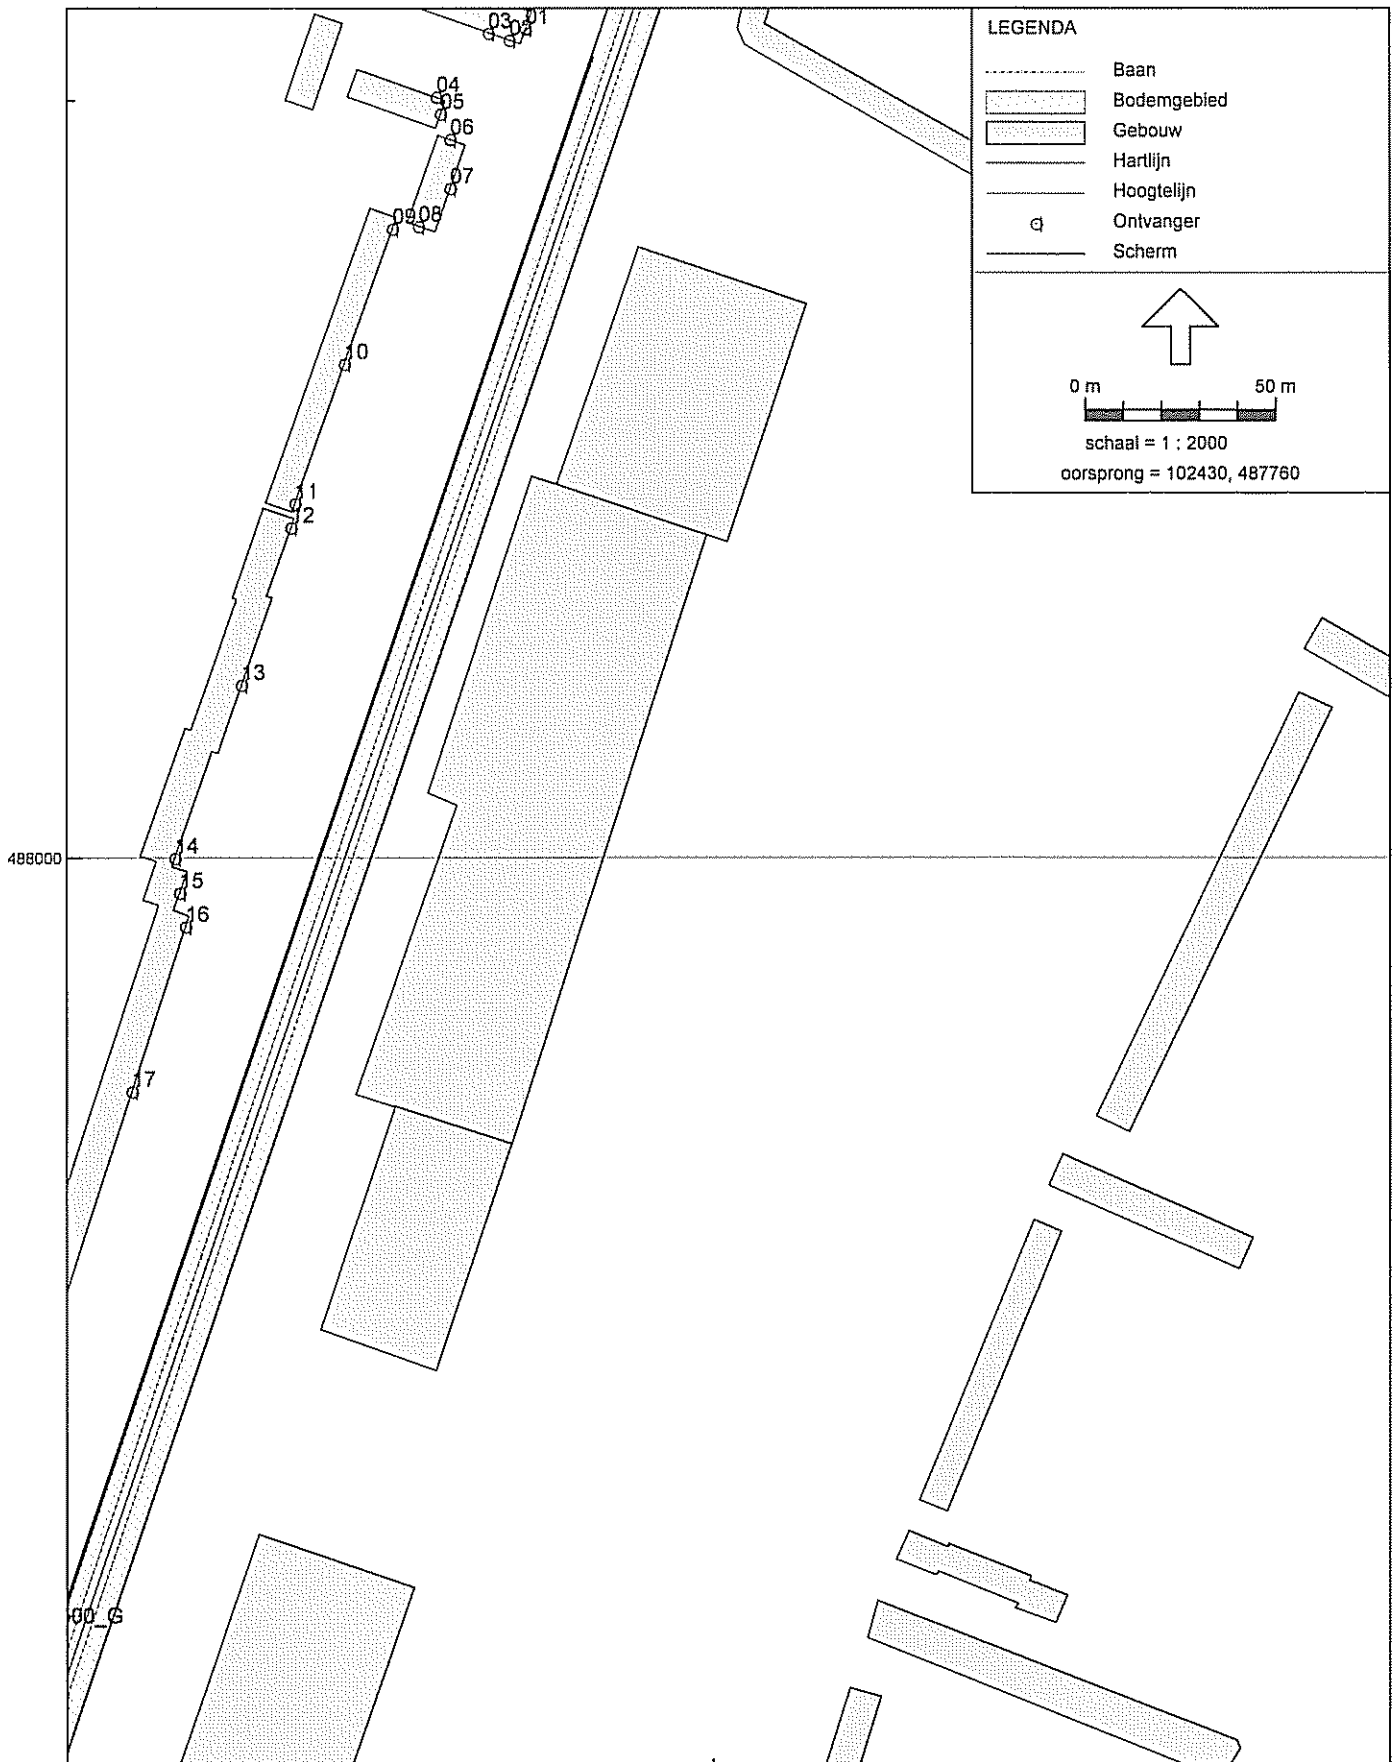 LEGENDA
Baan
Bodemgebied
Gebouw
Hartlijn
Hoogtelijn
Ontvanger
Scherm
0 m 50 m
schaal = 1 : 2000
oorsprong = 102430, 487760
01
03 02
04
05
06
07
09 08
10
11
12
13
488000
14
15
16
17
00_G